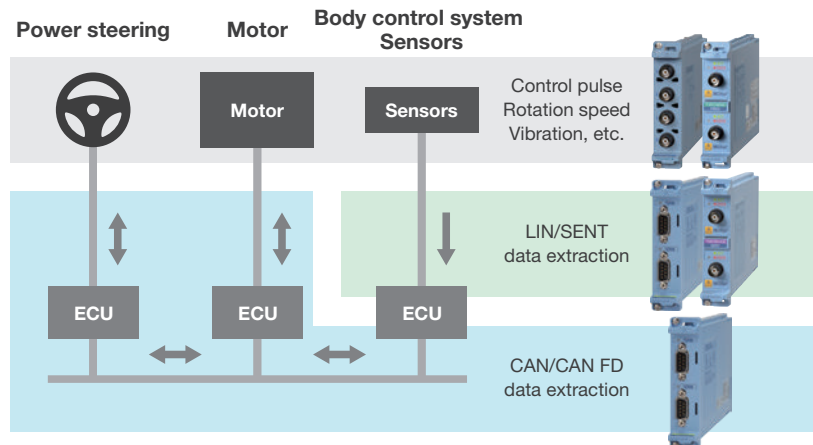 Power steering
Motor
Body control system
Sensors
Motor
Sensors
Control pulse
Rotation speed
Vibration, etc.
LIN/SENT
data extraction
ECU
ECU
ECU
CAN/CAN FD
data extraction